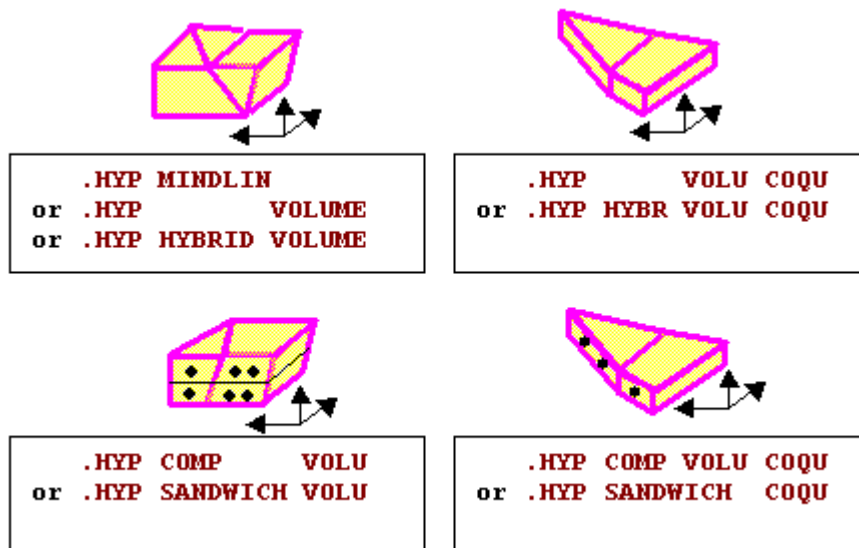 .HYP MINDLIN
or .HYP VOLUME
or .HYP HYBRID VOLUME
.HYP VOLU COQU
or .HYP HYBR VOLU COQU
.HYP COMP VOLU
or .HYP SANDWICH VOLU
.HYP COMP VOLU COQU
or .HYP SANDWICH COQU